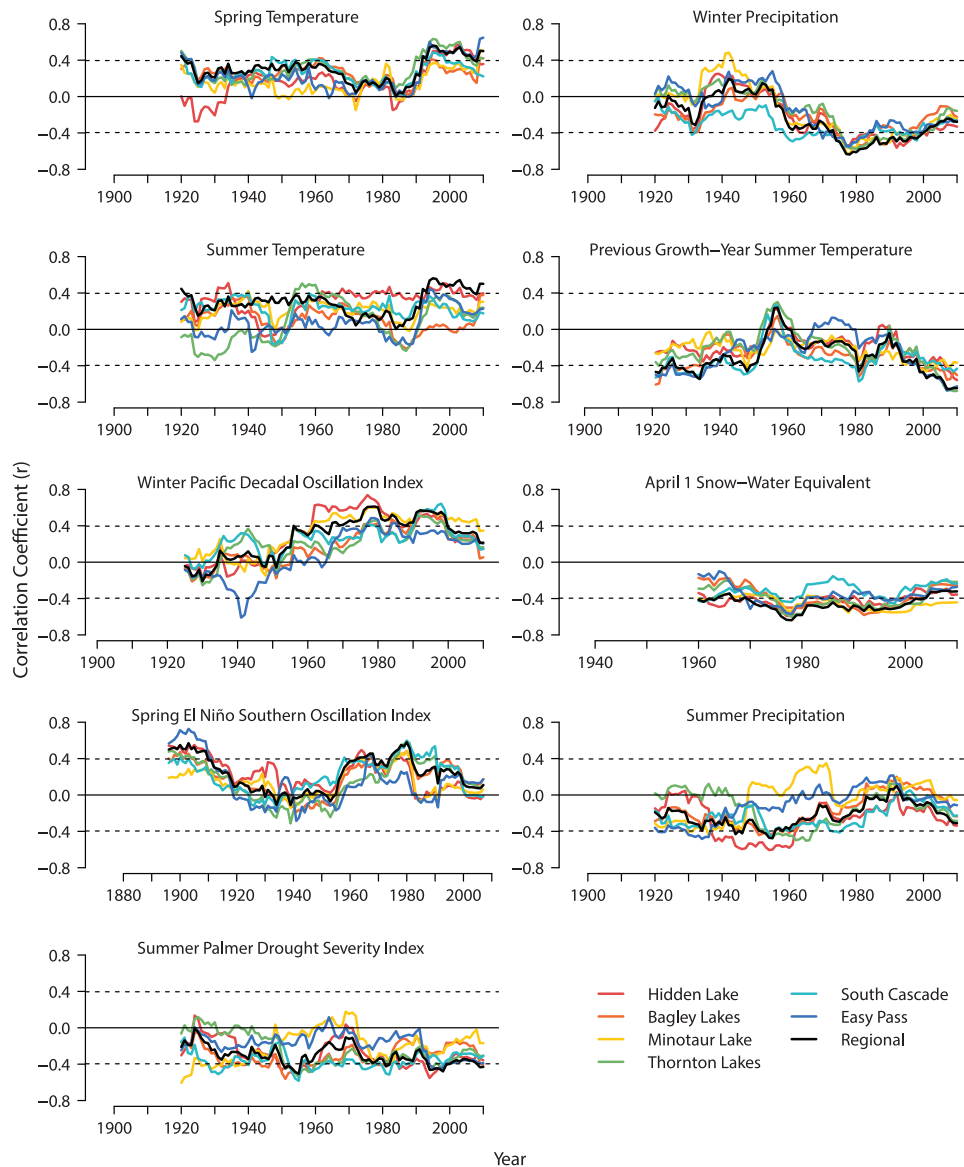 Spring Temperature
0.8
0.4
0.0
−0.4
−0.8
1900 1920 1940 1960 1980 2000
Winter Precipitation
0.8
0.4
0.0
−0.4
−0.8
1900 1920 1940 1960 1980 2000
Summer Temperature
0.8
0.4
0.0
−0.4
−0.8
1900 1920 1940 1960 1980 2000
Previous Growth−Year Summer Temperature
0.8
0.4
0.0
−0.4
−0.8
1900 1920 1940 1960 1980 2000
Correlation Coefficient (r)
Winter Pacific Decadal Oscillation Index
0.8
0.4
0.0
−0.4
−0.8
1900 1920 1940 1960 1980 2000
April 1 Snow−Water Equivalent
0.8
0.4
0.0
−0.4
−0.8
1940 1960 1980 2000
Spring El Niño Southern Oscillation Index
0.8
0.4
0.0
−0.4
−0.8
1880 1900 1920 1940 1960 1980 2000
Summer Precipitation
0.8
0.4
0.0
−0.4
−0.8
1900 1920 1940 1960 1980 2000
Summer Palmer Drought Severity Index
0.8
0.4
0.0
−0.4
−0.8
1900 1920 1940 1960 1980 2000
Hidden Lake
Bagley Lakes
Minotaur Lake
Thornton Lakes
South Cascade
Easy Pass
Regional
Year